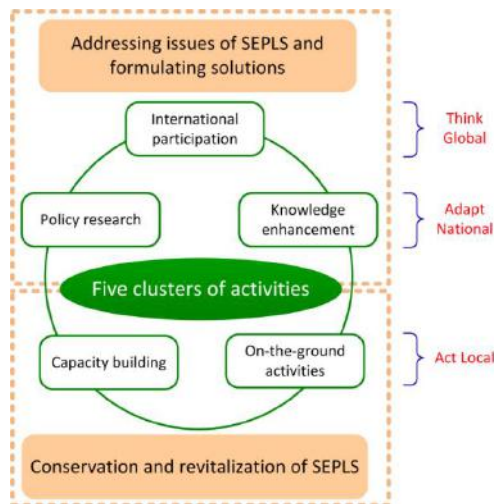 Addressing issues of SEPLS and
formulating solutions
International
participation
Think
Global
Policy research
Knowledge
enhancement
Adapt
National
Five clusters of activities
Capacity building
On-the-ground
activities
Act Local
Conservation and revitalization of SEPLS